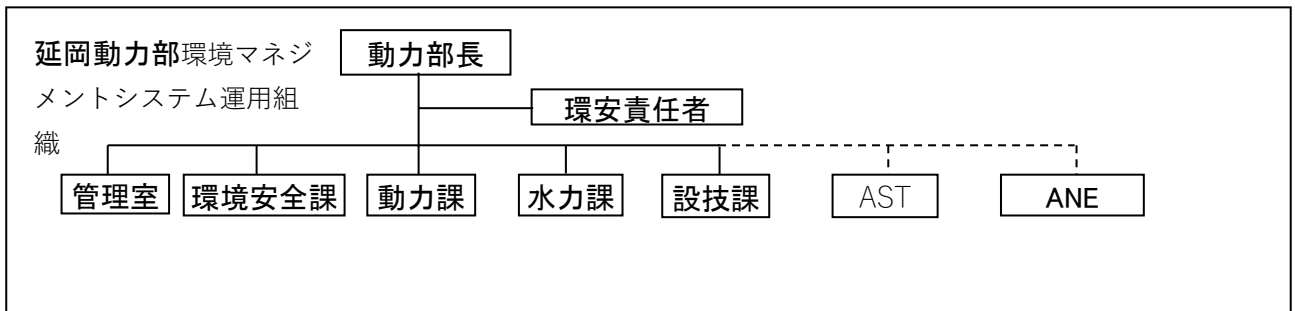 延岡動力部環境マネジ
メントシステム運用組
織
動力部長
環安責任者
管理室 環境安全課 動力課 水力課 設技課 AST ANE